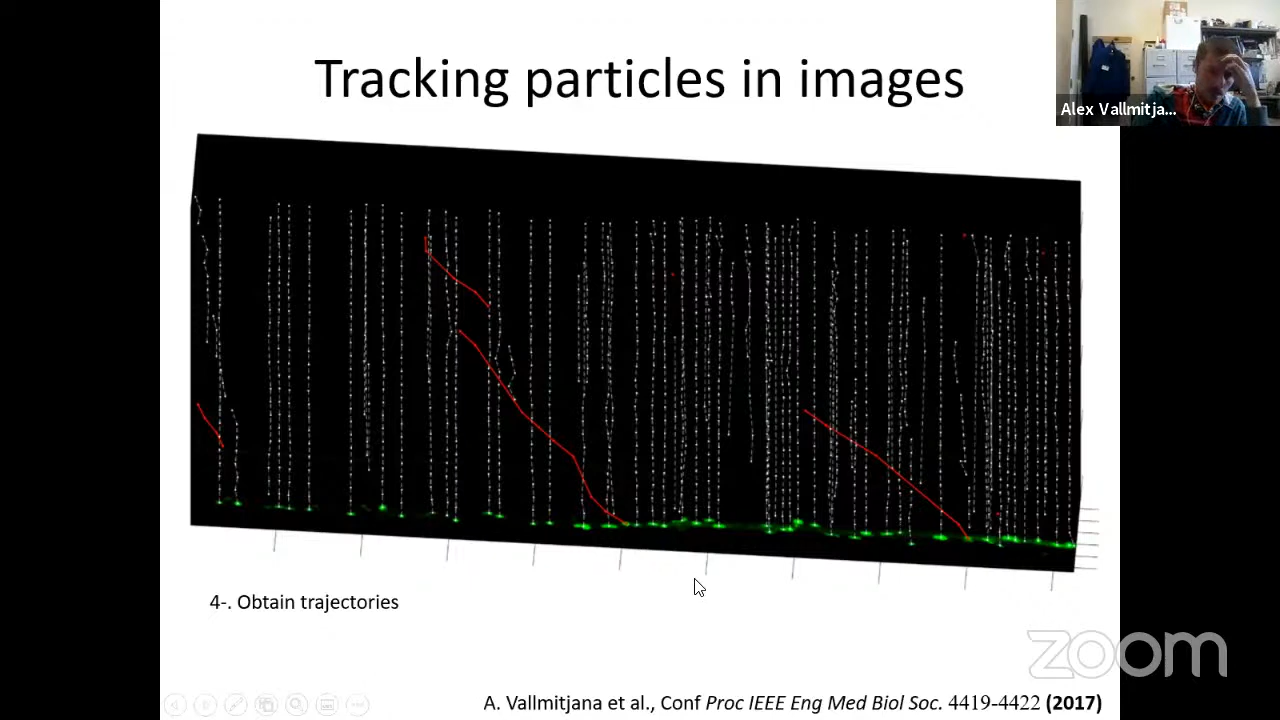 Tracking particles in images
Alex Vallmitja...
4-. Obtain trajectories
zoom
A. Vallmitjana et al., Conf Proc IEEE Eng Med Biol Soc. 4419-4422 (2017)